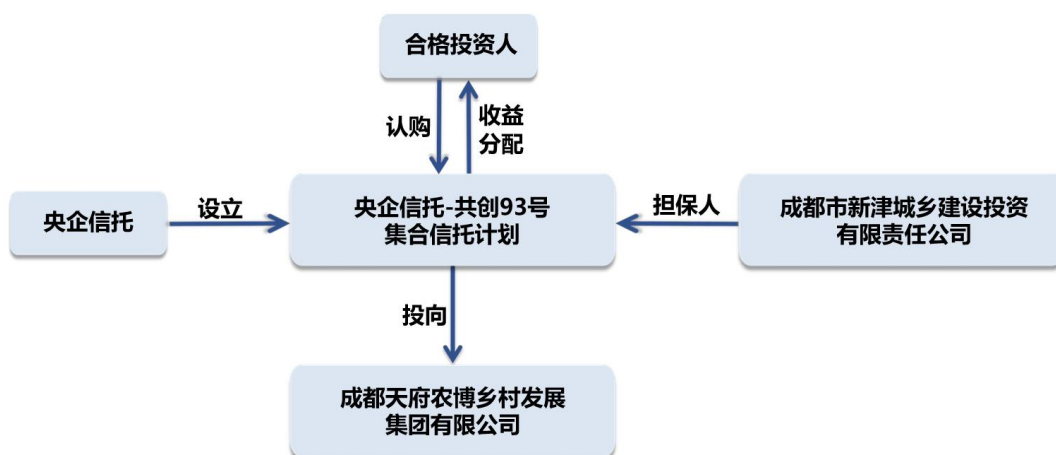 合格投资人
认购
收益
分配
央企信托
设立
央企信托-共创93号
集合信托计划
担保人
成都市新津城乡建设投资
有限责任公司
投向
成都天府农博乡村发展
集团有限公司